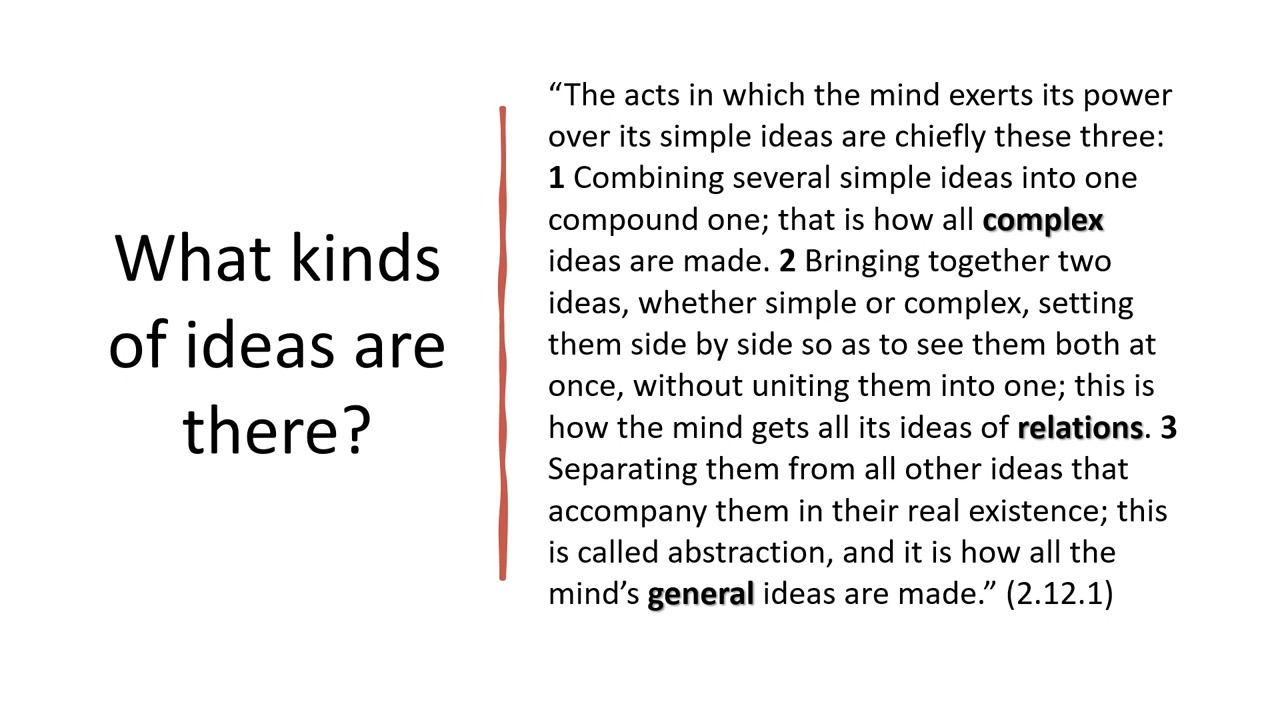 What kinds
of ideas are
there?
“The acts in which the mind exerts its power
over its simple ideas are chiefly these three:
1 Combining several simple ideas into one
compound one; that is how all complex
ideas are made. 2 Bringing together two
ideas, whether simple or complex, setting
them side by side so as to see them both at
once, without uniting them into one; this is
how the mind gets all its ideas of relations. 3
Separating them from all other ideas that
accompany them in their real existence; this
is called abstraction, and it is how all the
mind’s general ideas are made.” (2.12.1)